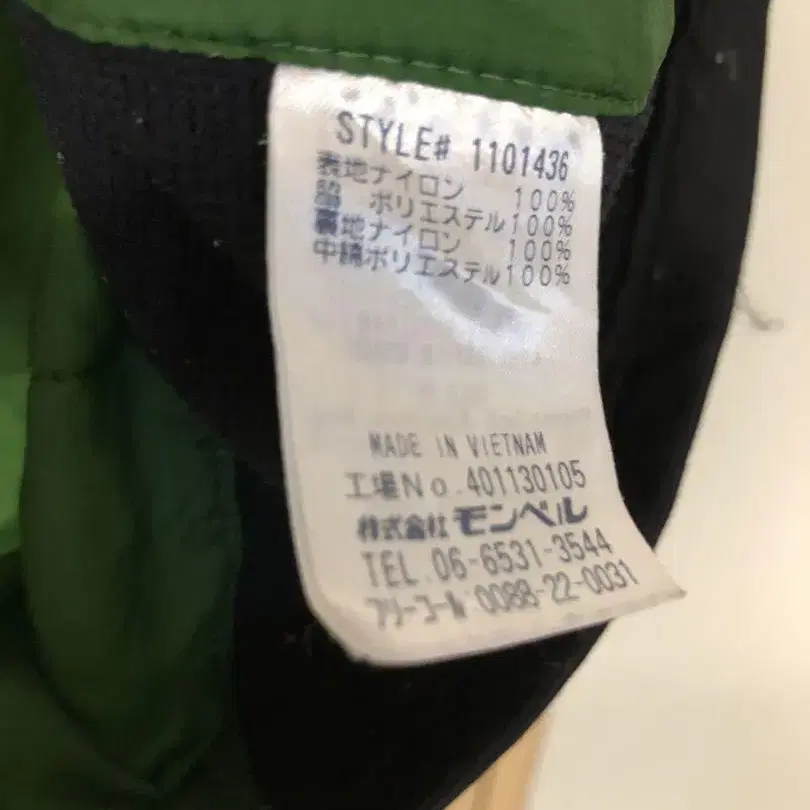 STYLE# 1101436
表地ナイロン 100%
ポリエステル100%
裏地ナイロン 100%
中綿ポリエステル100%
MADE IN VIETNAM
工場No.401130105
株式会社モンベル
TEL.06-6531-3544
フリーコール0088-22-0031